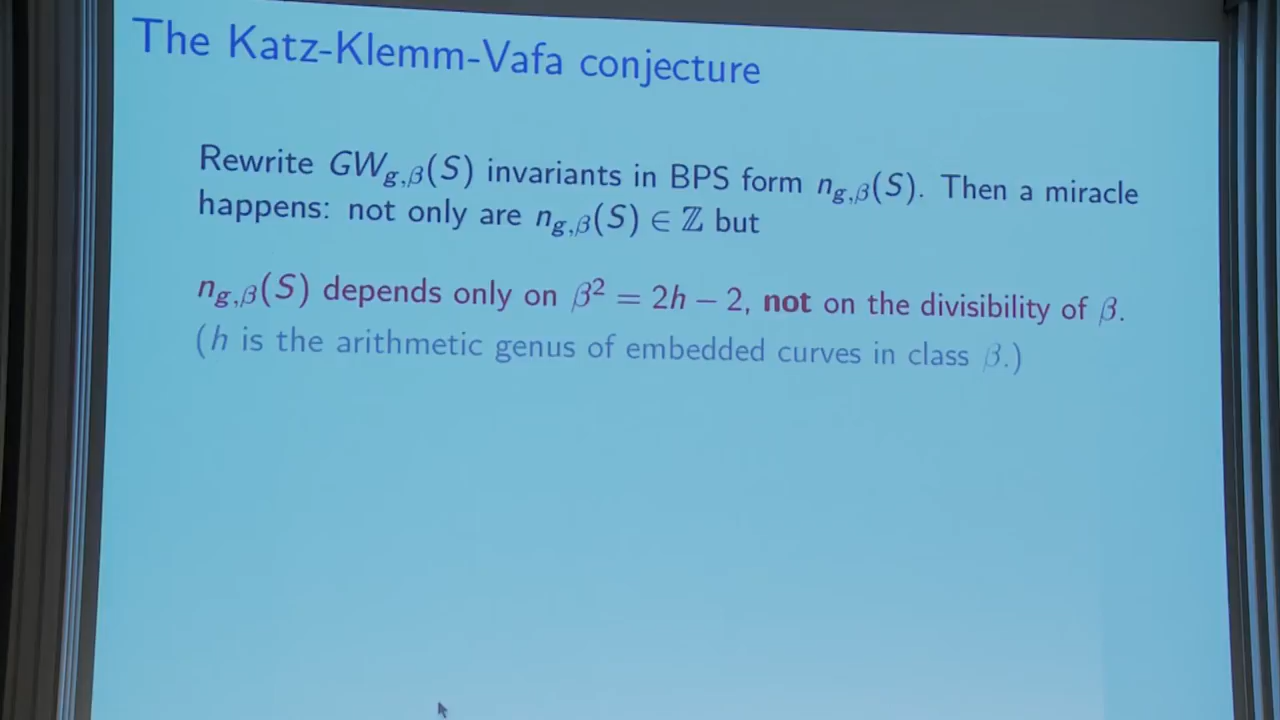 The Katz-Klemm-Vafa conjecture
Rewrite GW_{g,β}(S) invariants in BPS form n_{g,β}(S). Then a miracle
happens: not only are n_{g,β}(S) ∈ ℤ but
n_{g,β}(S) depends only on β² = 2h − 2, not on the divisibility of β.
(h is the arithmetic genus of embedded curves in class β.)